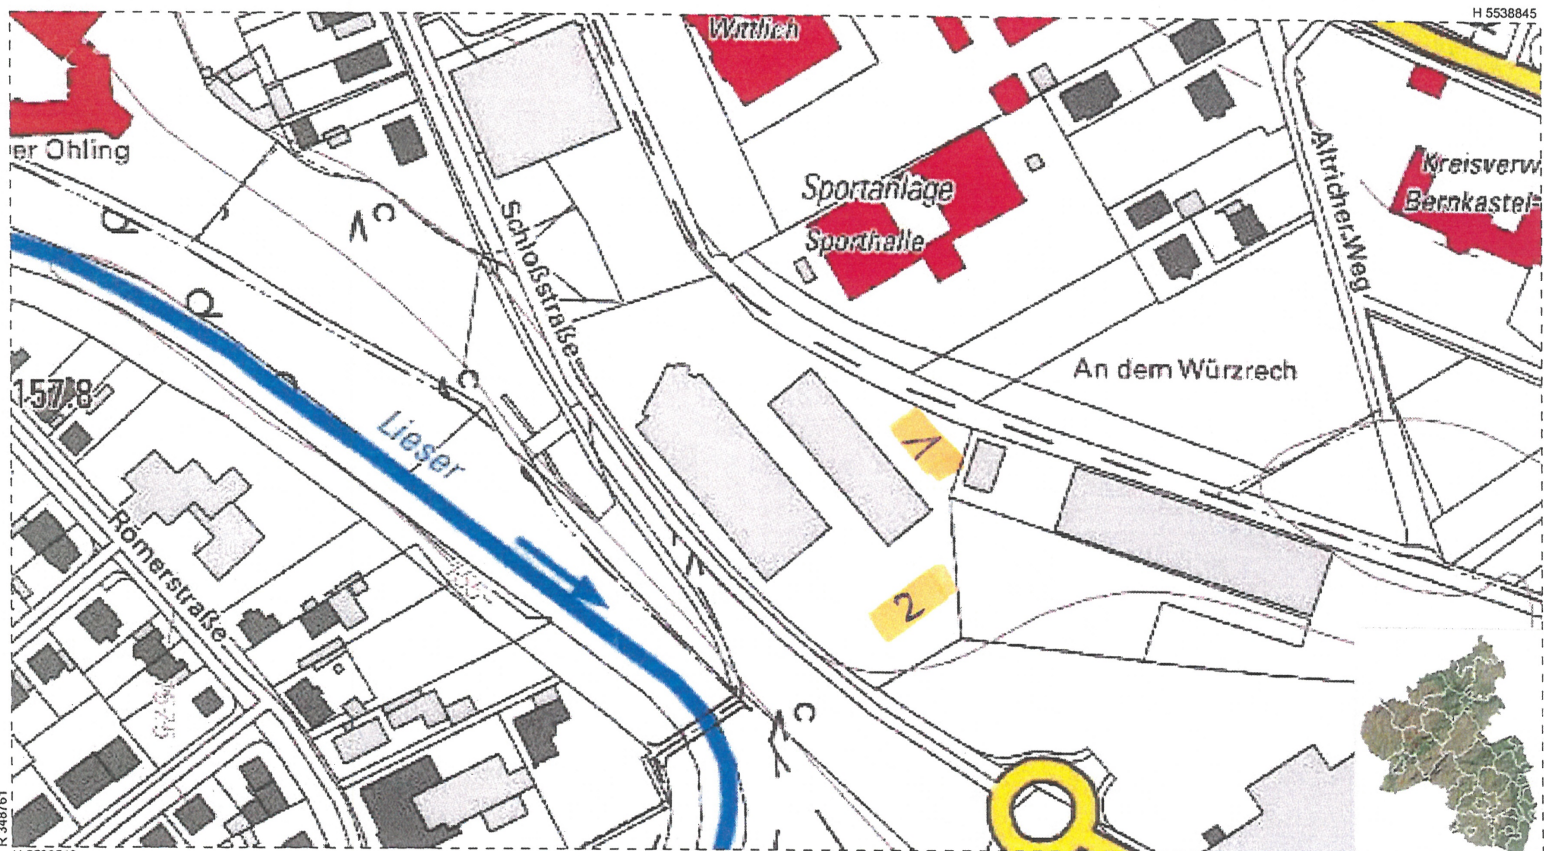 H 5538845
Wittlich
er Ohling
Sportanlage
Sporthalle
Altricher-Weg
Kreisverw
Bernkastel-
Schloßstraße
An dem Würzrech
157.8
Lieser
1
2
Römerstraße
R 348761